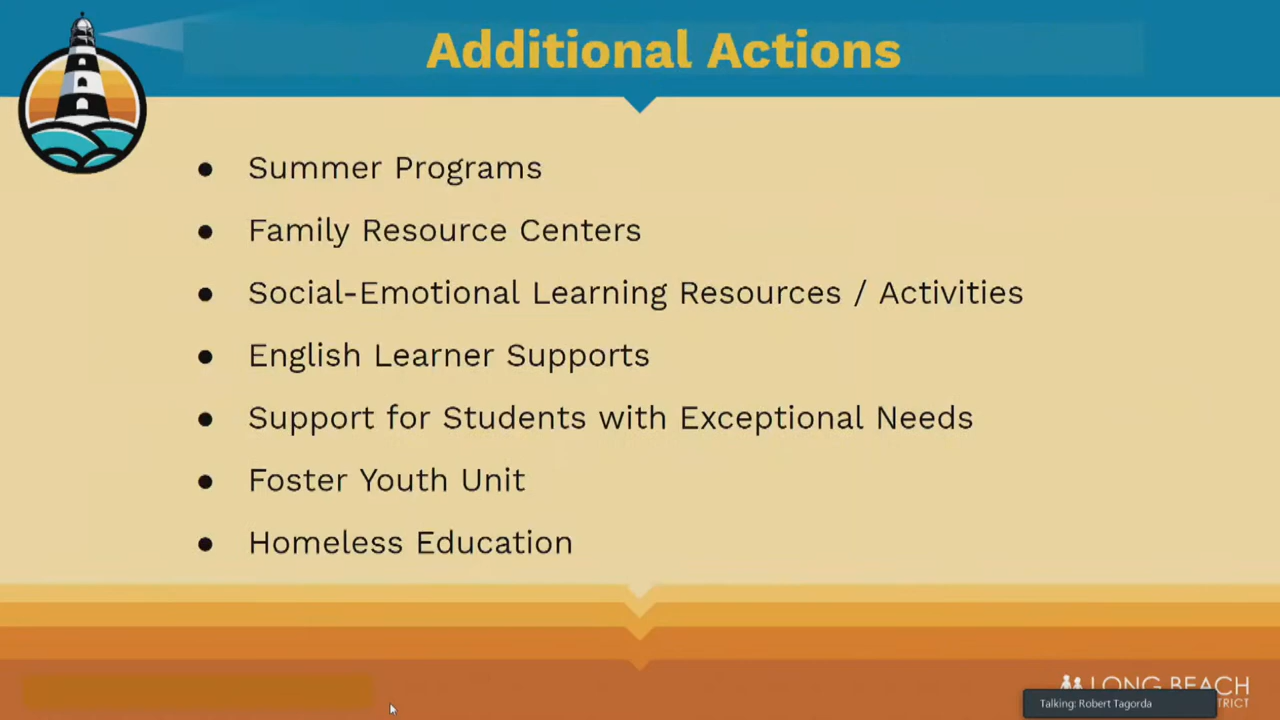 Additional Actions
● Summer Programs
● Family Resource Centers
● Social-Emotional Learning Resources / Activities
● English Learner Supports
● Support for Students with Exceptional Needs
● Foster Youth Unit
● Homeless Education
LONG BEACH
Talking: Robert Tagorda